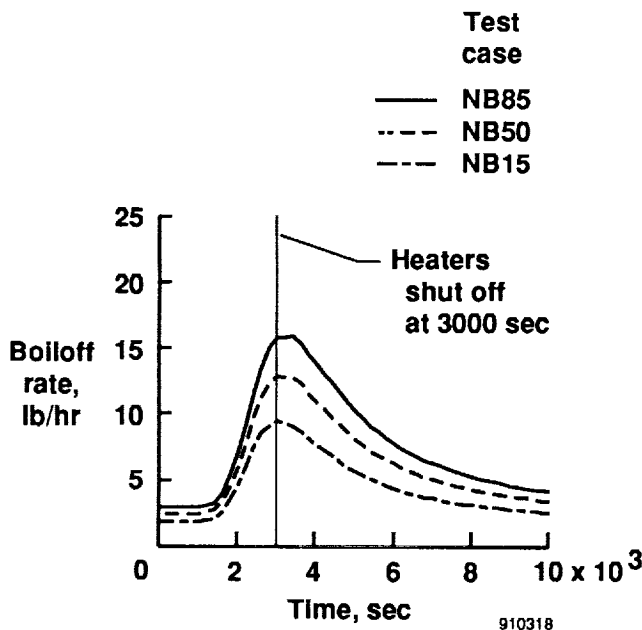 Test
case
NB85
NB50
NB15
25
20
15
10
5
Boiloff
rate,
lb/hr
Heaters
shut off
at 3000 sec
0 2 4 6 8 10 x 10³
Time, sec
910318